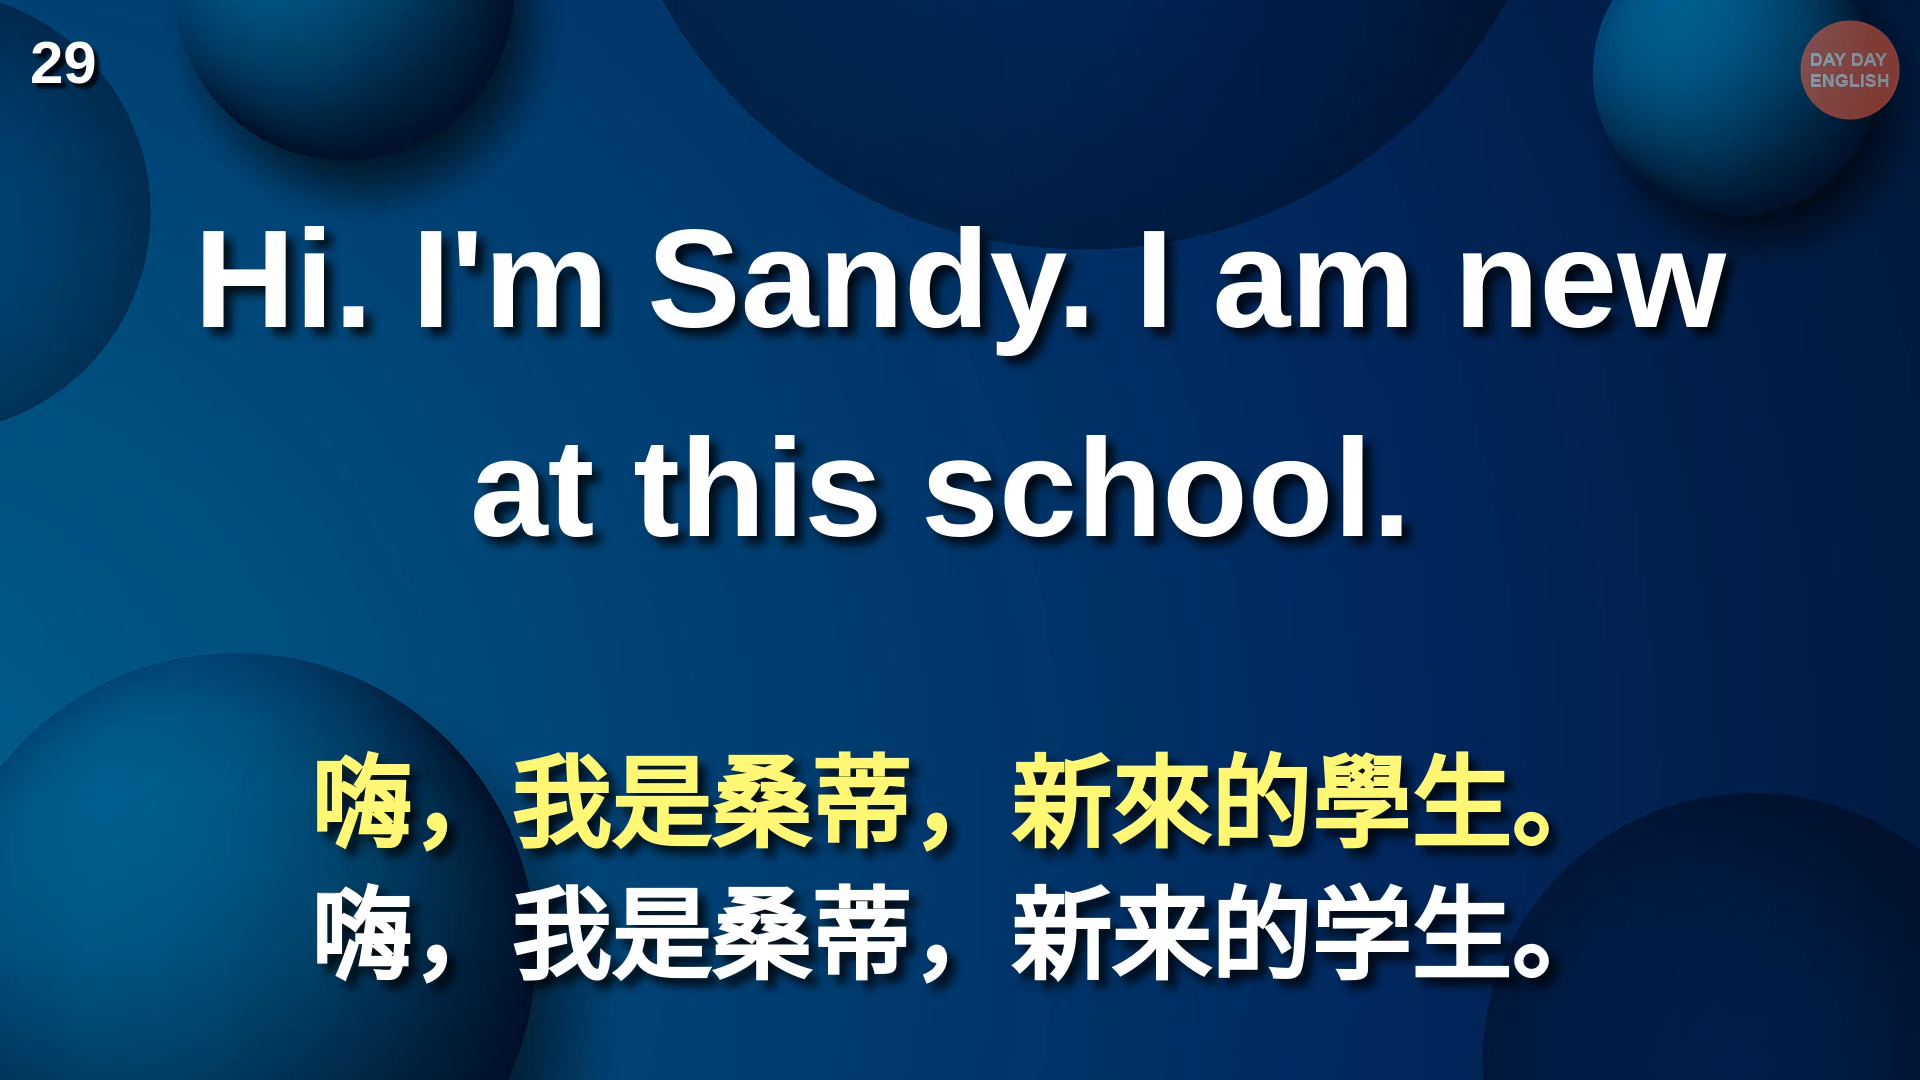 29
DAY DAY
ENGLISH
Hi. I'm Sandy. I am new
at this school.
嗨，我是桑蒂，新來的學生。
嗨，我是桑蒂，新来的学生。